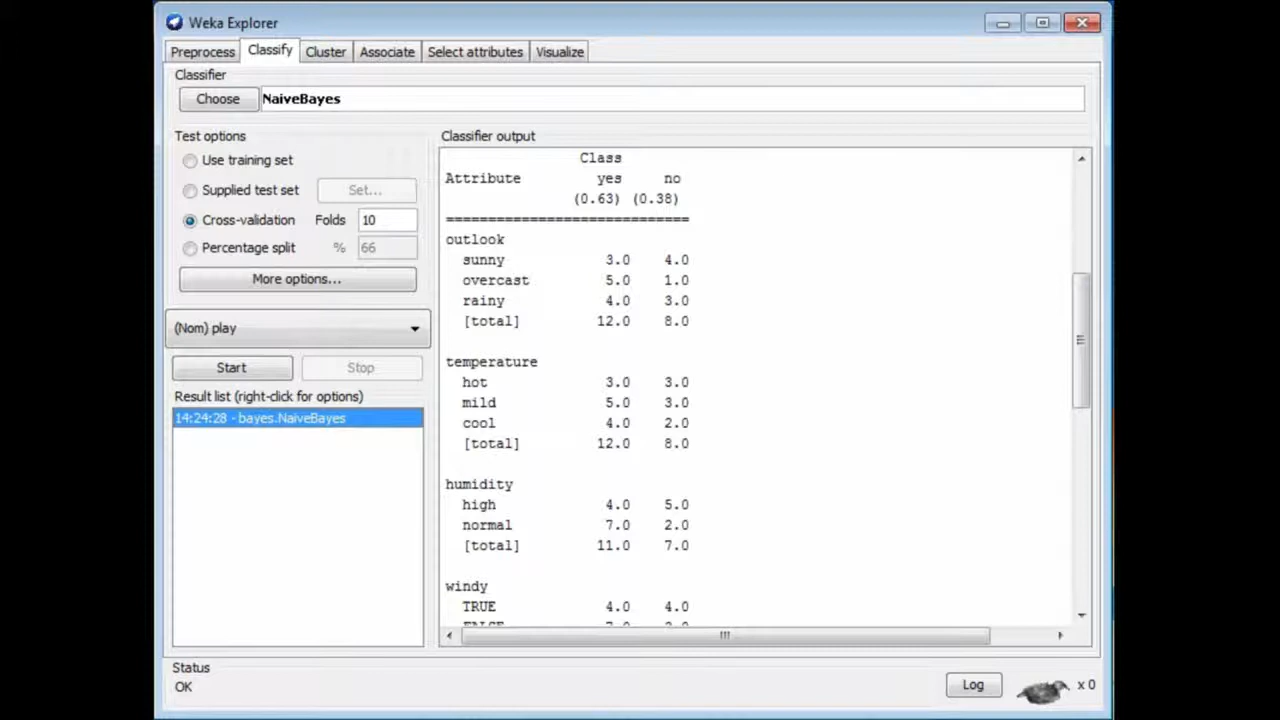 Weka Explorer
Preprocess Classify Cluster Associate Select attributes Visualize
Classifier
Choose NaiveBayes
Test options
Use training set
Supplied test set Set...
Cross-validation Folds 10
Percentage split % 66
More options...
(Nom) play
Start Stop
Result list (right-click for options)
14:24:28 - bayes.NaiveBayes
Classifier output
Class
Attribute yes no
(0.63) (0.38)
=============================
outlook
sunny 3.0 4.0
overcast 5.0 1.0
rainy 4.0 3.0
[total] 12.0 8.0
temperature
hot 3.0 3.0
mild 5.0 3.0
cool 4.0 2.0
[total] 12.0 8.0
humidity
high 4.0 5.0
normal 7.0 2.0
[total] 11.0 7.0
windy
TRUE 4.0 4.0
Status
OK
Log x 0